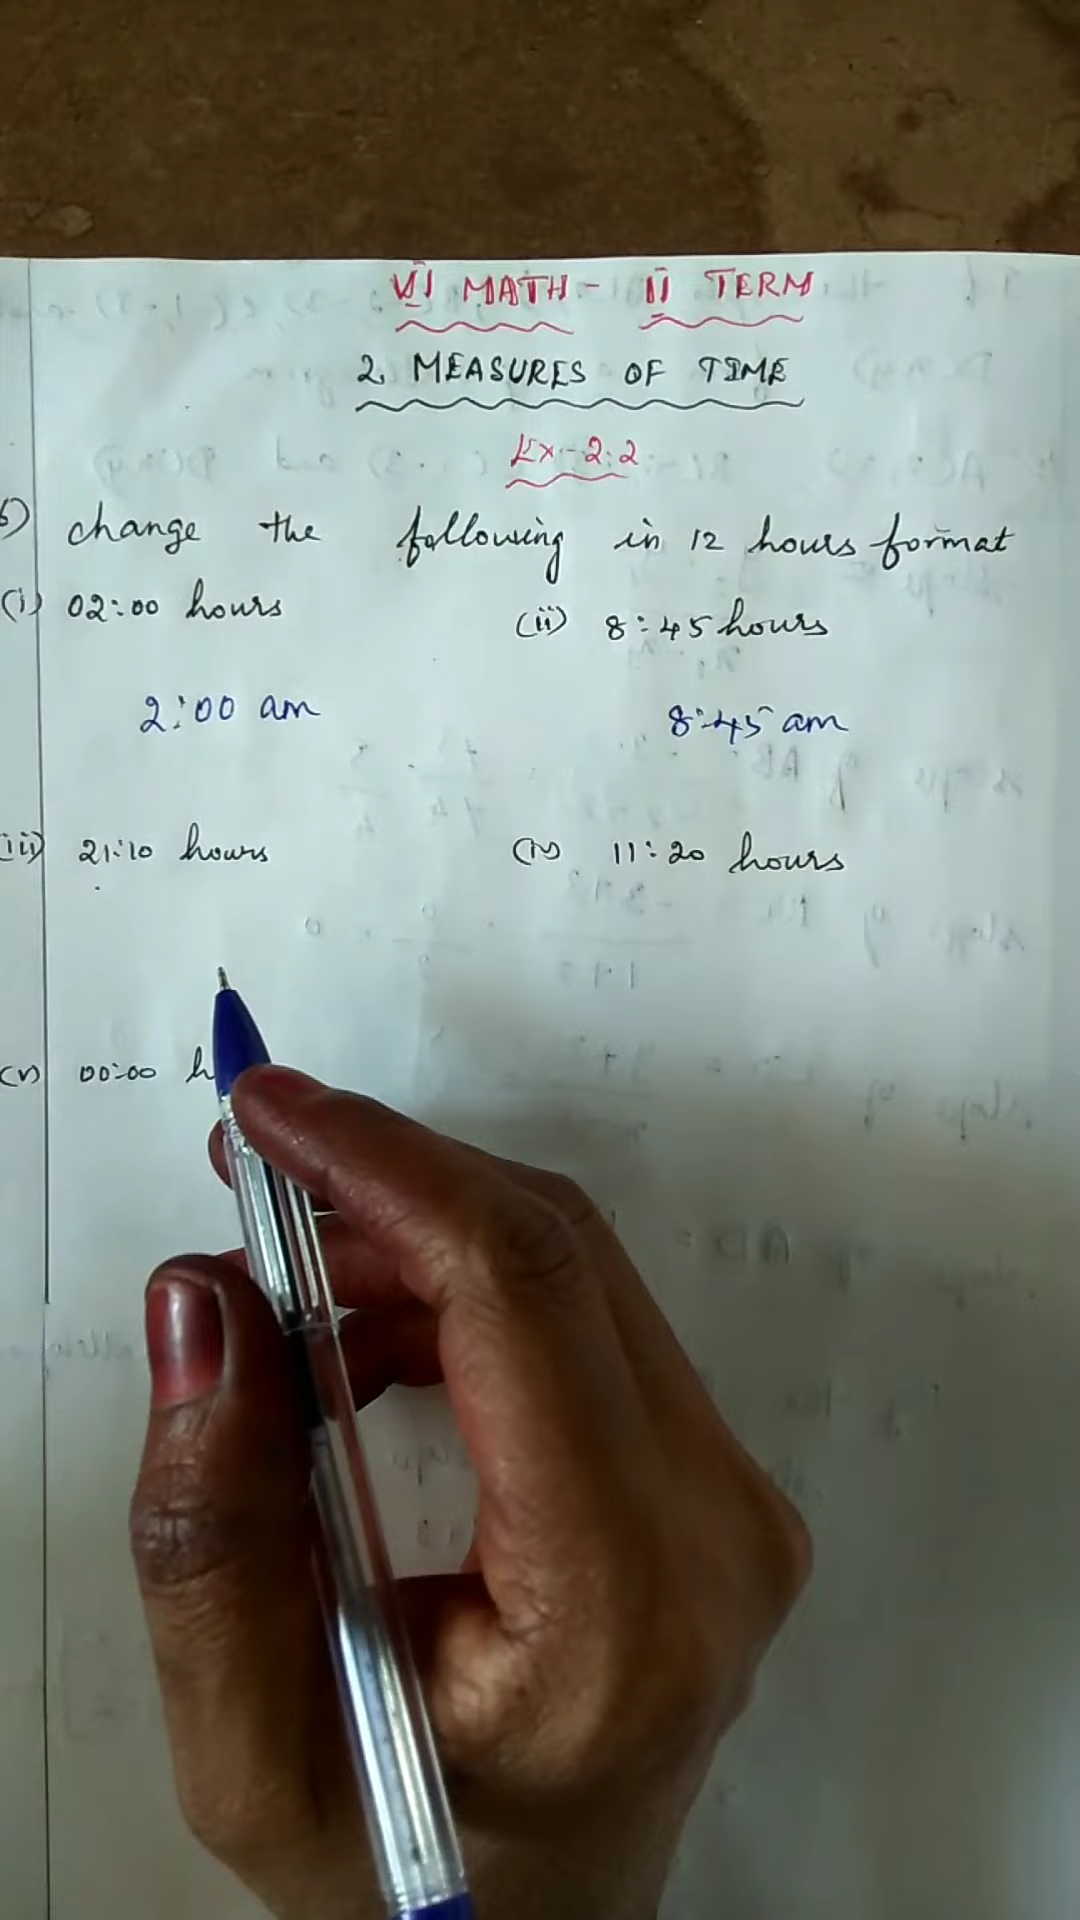 VI MATH - II TERM
2. MEASURES OF TIME
Ex-2.2
6) change the following in 12 hours format
(i) 02:00 hours (ii) 8:45 hours
2:00 am 8:45 am
(iii) 21:10 hours (iv) 11:20 hours
(v) 00:00 h